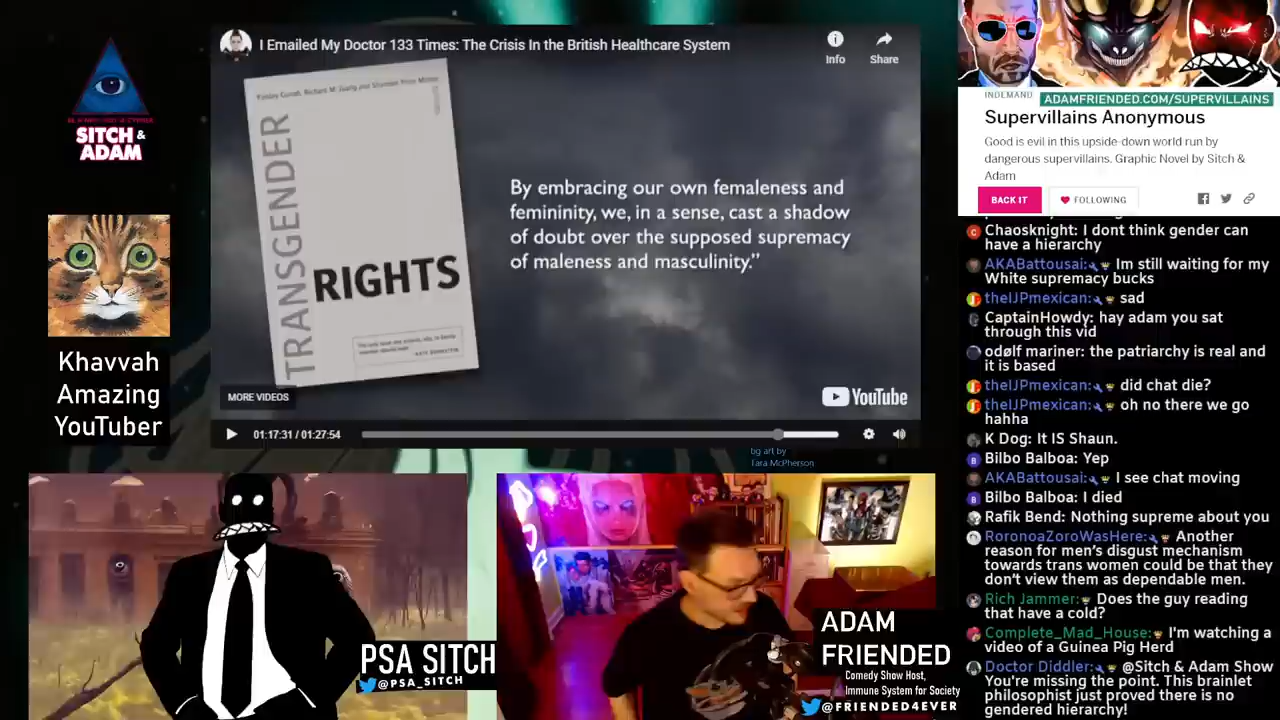 I Emailed My Doctor 133 Times: The Crisis In the British Healthcare System
Info
Share
TRANSGENDER
RIGHTS
By embracing our own femaleness and
femininity, we, in a sense, cast a shadow
of doubt over the supposed supremacy
of maleness and masculinity.”
MORE VIDEOS
YouTube
01:17:31 / 01:27:54
bg art by
Tara McPherson
SITCH &
ADAM
Khavvah
Amazing
YouTuber
PSA SITCH
@PSA_SITCH
ADAM
FRIENDED
Comedy Show Host,
Immune System for Society
@FRIENDED4EVER
INDEMAND
ADAMFRIENDED.COM/SUPERVILLAINS
Supervillains Anonymous
Good is evil in this upside-down world run by
dangerous supervillains. Graphic Novel by Sitch &
Adam
BACK IT
FOLLOWING
Chaosknight: I dont think gender can
have a hierarchy
AKABattousai: Im still waiting for my
White supremacy bucks
theIJPmexican: sad
CaptainHowdy: hay adam you sat
through this vid
odølf mariner: the patriarchy is real and
it is based
theIJPmexican: did chat die?
theIJPmexican: oh no there we go
hahha
K Dog: It IS Shaun.
Bilbo Balboa: Yep
AKABattousai: I see chat moving
Bilbo Balboa: I died
Rafik Bend: Nothing supreme about you
RoronoaZoroWasHere: Another
reason for men’s disgust mechanism
towards trans women could be that they
don’t view them as dependable men.
Rich Jammer: Does the guy reading
that have a cold?
Complete_Mad_House: I'm watching a
video of a Guinea Pig Herd
Doctor Diddler: @Sitch & Adam Show
You're missing the point. This brainlet
philosophist just proved there is no
gendered hierarchy!